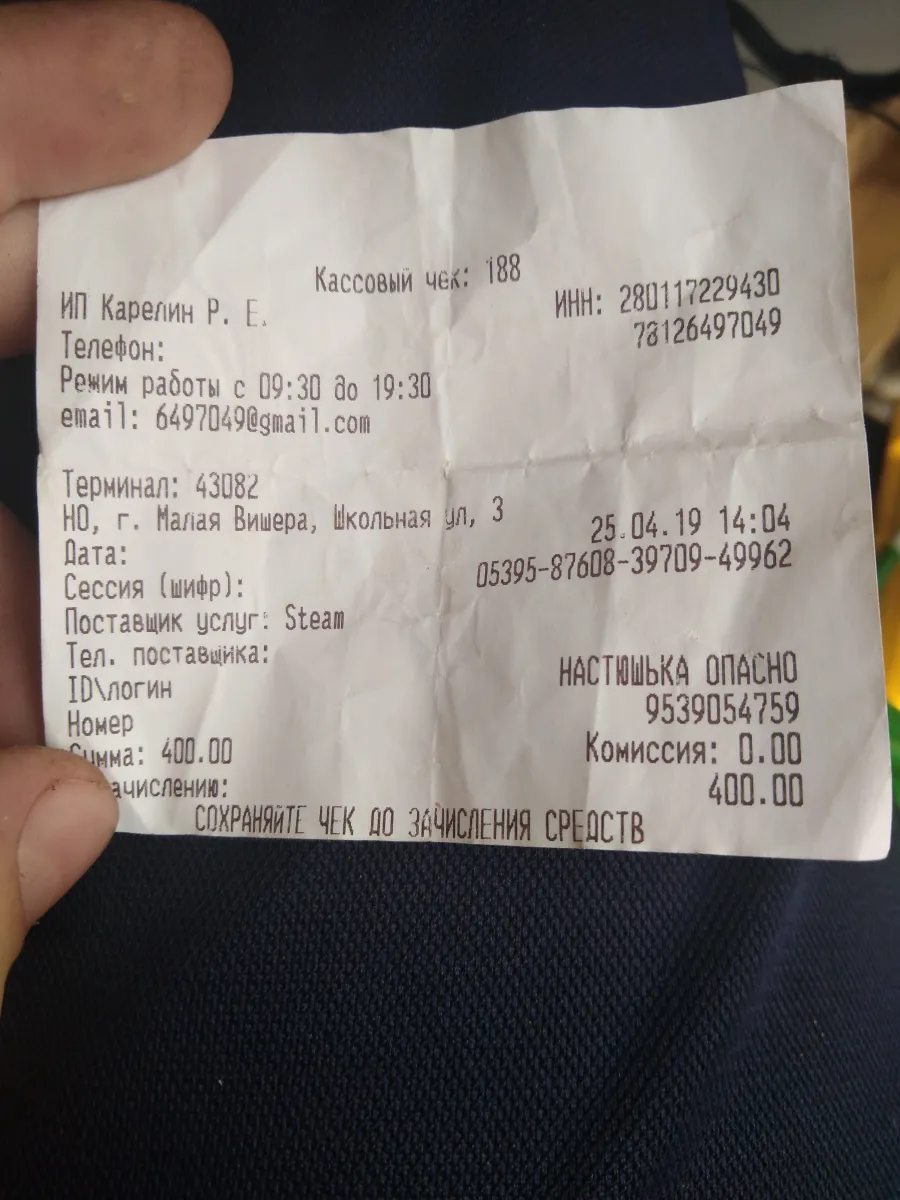 Кассовый чек: 188
ИП Карелин Р. Е. ИНН: 280117229430
Телефон: 78126497049
Режим работы с 09:30 до 19:30
email: 6497049@gmail.com
Терминал: 43082
НО, г. Малая Вишера, Школьная ул, 3
Дата: 25.04.19 14:04
Сессия (шифр): 05395-87608-39709-49962
Поставщик услуг: Steam
Тел. поставщика:
ID\логин НАСТЮШЬКА ОПАСНО
Номер 9539054759
Сумма: 400.00 Комиссия: 0.00
ачислению: 400.00
СОХРАНЯЙТЕ ЧЕК ДО ЗАЧИСЛЕНИЯ СРЕДСТВ